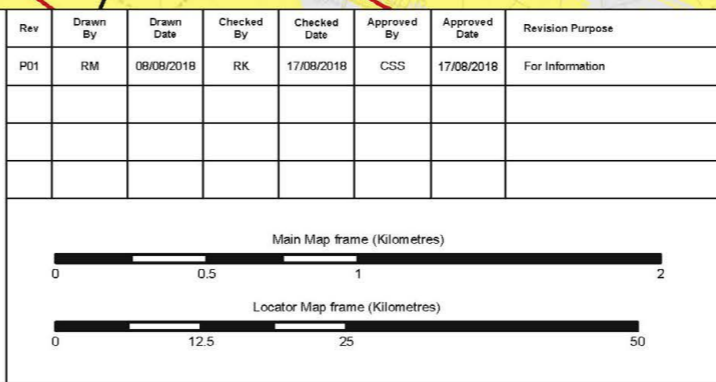 Rev Drawn By Drawn Date Checked By Checked Date Approved By Approved Date Revision Purpose
P01 RM 08/08/2018 RK 17/08/2018 CSS 17/08/2018 For Information
Main Map frame (Kilometres)
0 0.5 1 2
Locator Map frame (Kilometres)
0 12.5 25 50